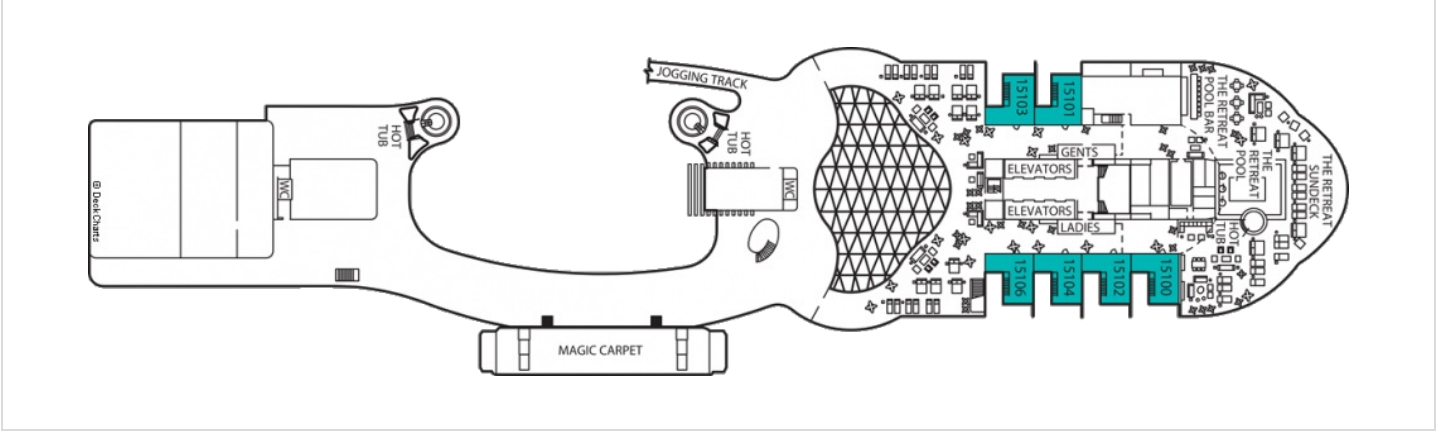 JOGGING TRACK
HOT
TUB
HOT
TUB
WC
WC
© DeckCharts
MAGIC CARPET
15103
15101
GENTS
ELEVATORS
ELEVATORS
LADIES
15106
15104
15102
15100
THE RETREAT
POOL BAR
THE
RETREAT
POOL
THE RETREAT
SUNDECK
HOT
TUB